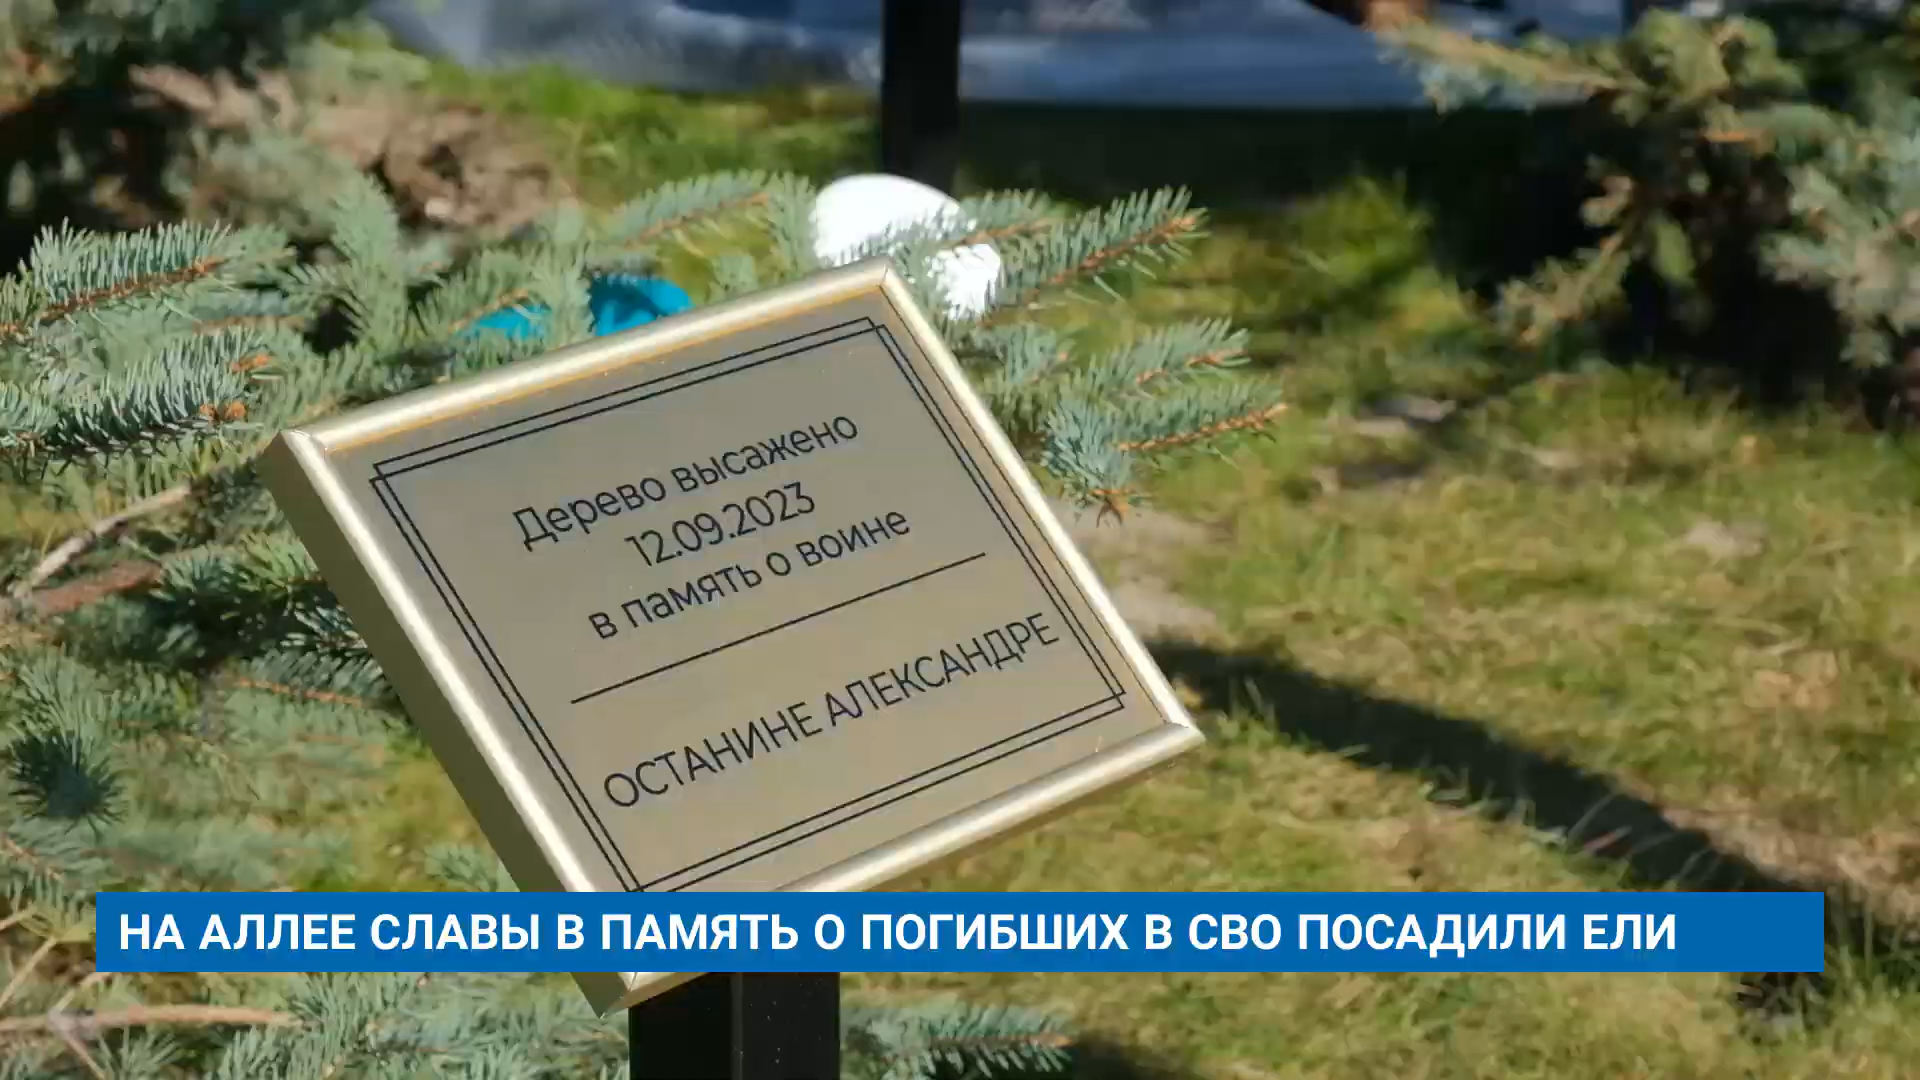 Дерево высажено
12.09.2023
в память о воине
ОСТАНИНЕ АЛЕКСАНДРЕ
НА АЛЛЕЕ СЛАВЫ В ПАМЯТЬ О ПОГИБШИХ В СВО ПОСАДИЛИ ЕЛИ